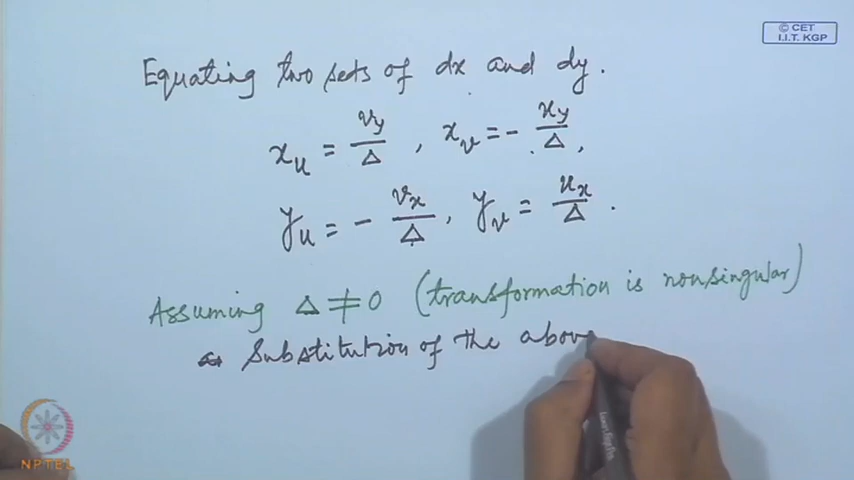 © CET
I.I.T. KGP
Equating two sets of dx and dy.
x_u = v_y/Δ , x_v = - u_y/Δ ,
y_u = - v_x/Δ , y_v = u_x/Δ .
Assuming Δ ≠ 0 (transformation is nonsingular)
Substitution of the above
NPTEL